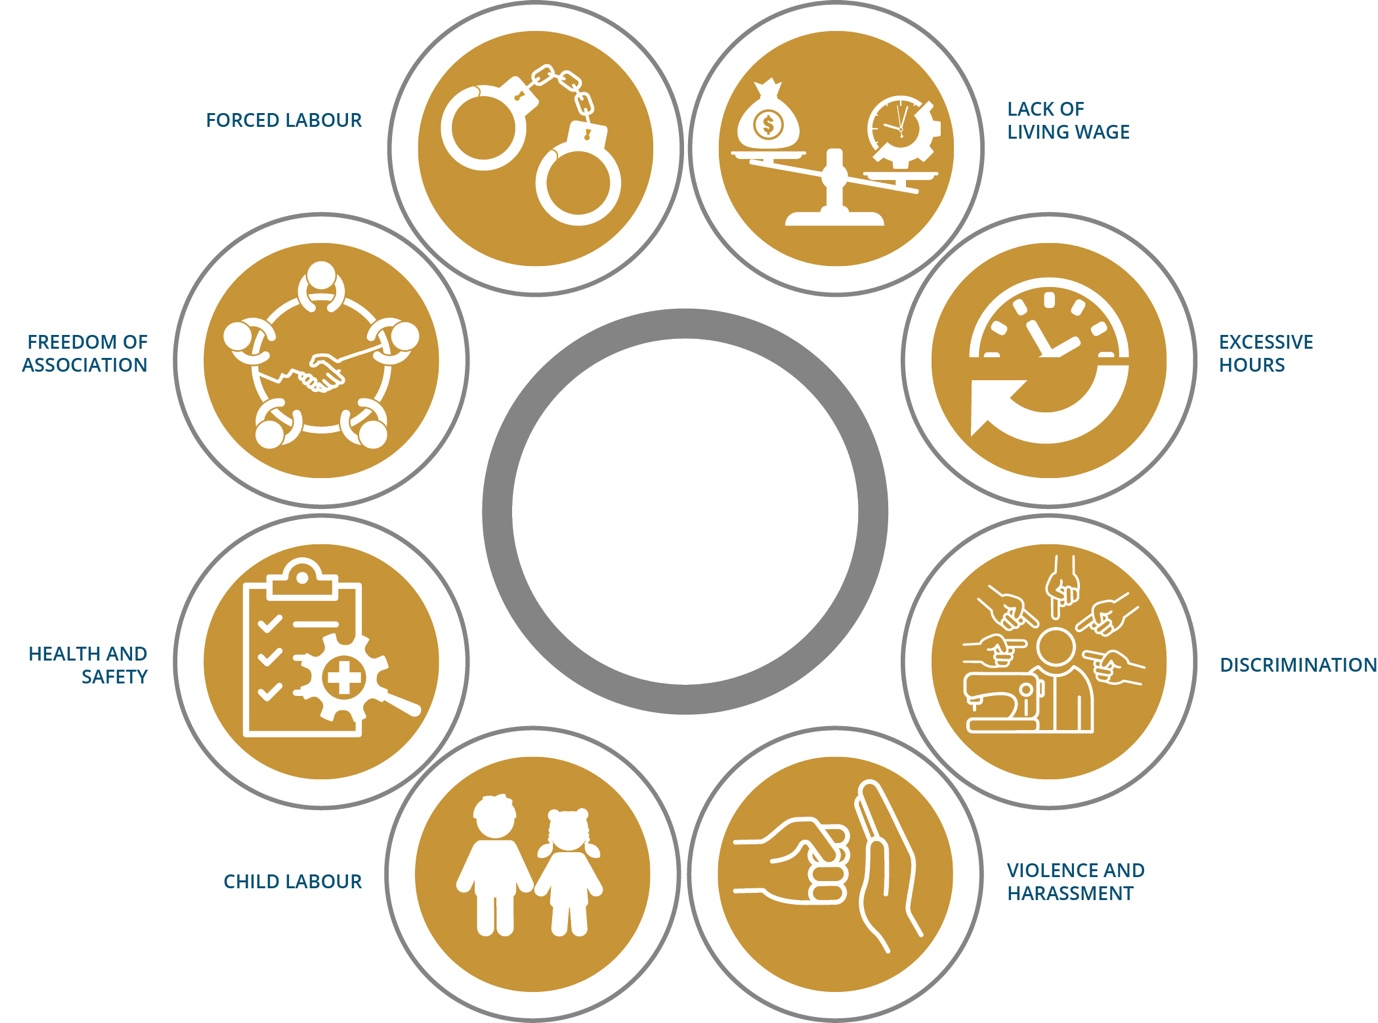 FORCED LABOUR
LACK OF
LIVING WAGE
FREEDOM OF
ASSOCIATION
EXCESSIVE
HOURS
HEALTH AND
SAFETY
DISCRIMINATION
CHILD LABOUR
VIOLENCE AND
HARASSMENT
$